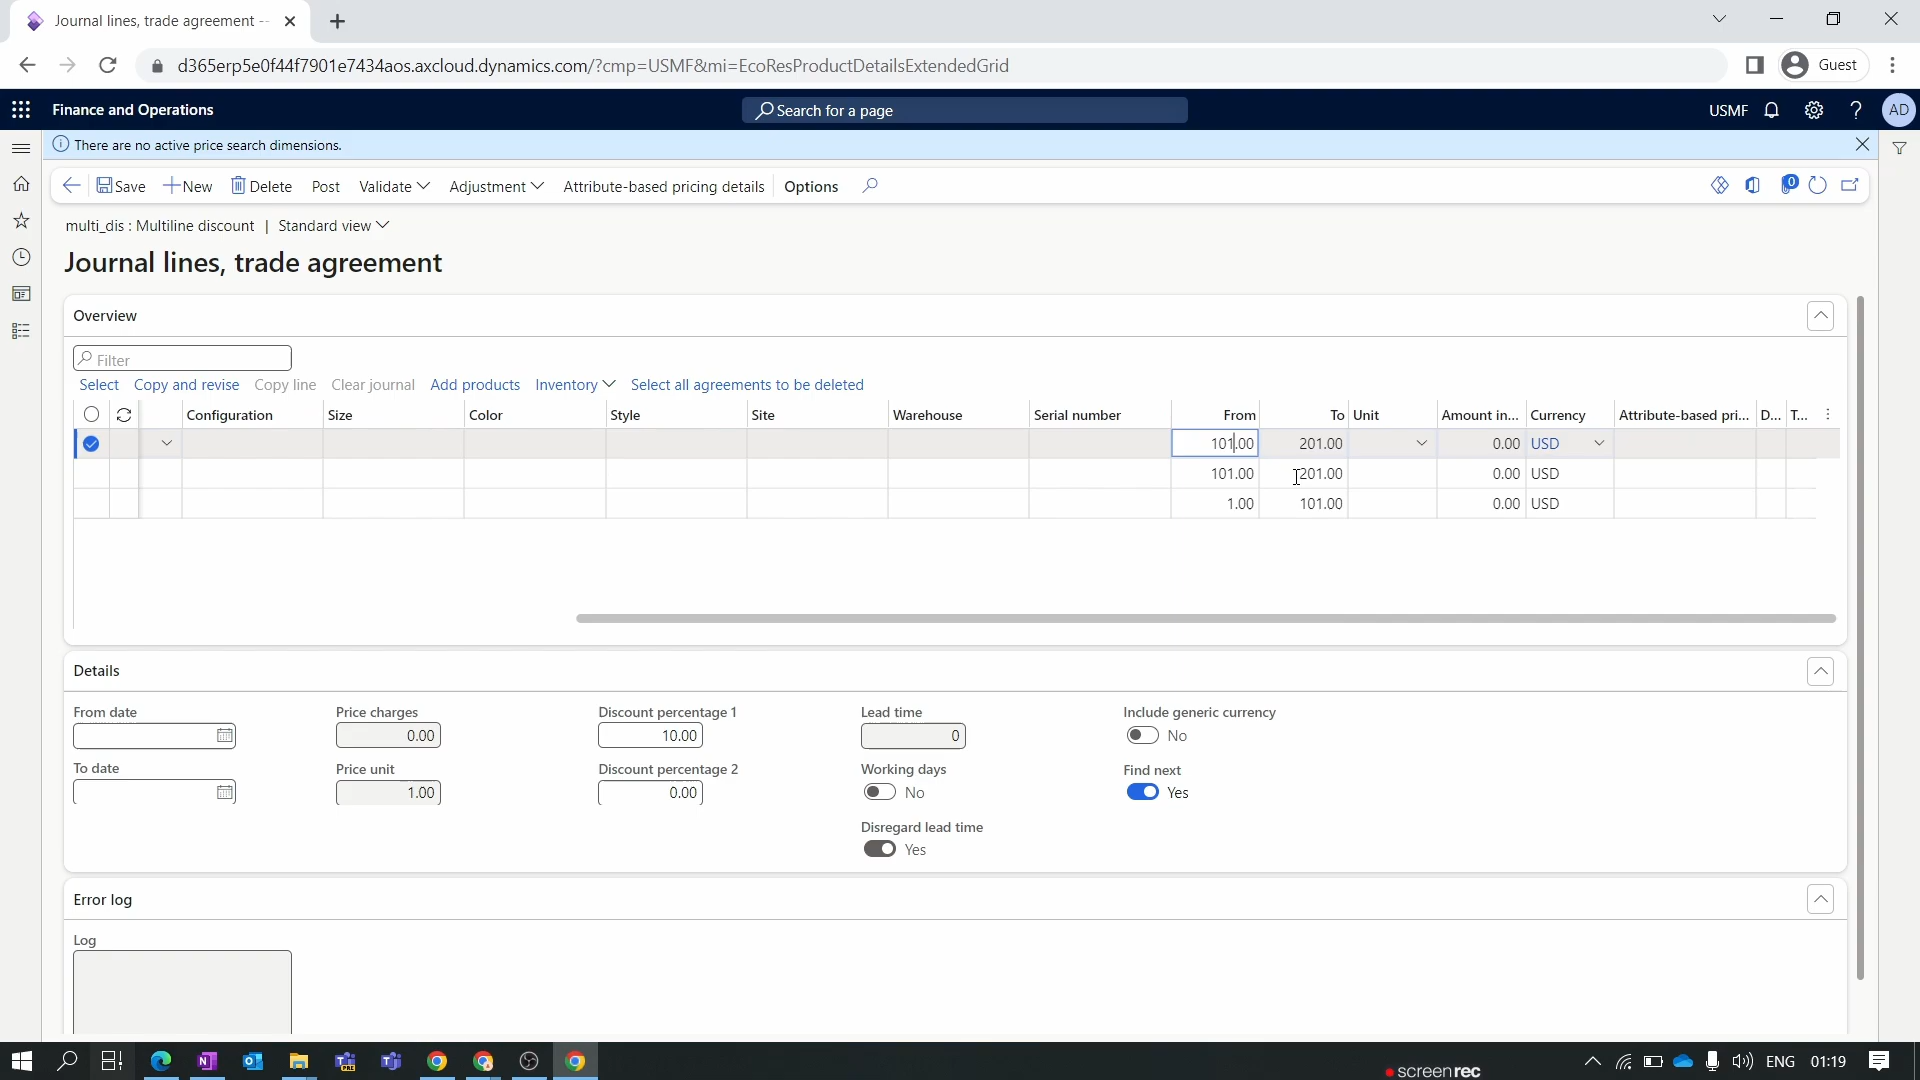 Journal lines, trade agreement --
d365erp5e0f44f7901e7434aos.axcloud.dynamics.com/?cmp=USMF&mi=EcoResProductDetailsExtendedGrid
Guest
Finance and Operations
Search for a page
USMF
AD
There are no active price search dimensions.
Save New Delete Post Validate Adjustment Attribute-based pricing details Options
0
multi_dis : Multiline discount | Standard view
Journal lines, trade agreement
Overview
Filter
Select Copy and revise Copy line Clear journal Add products Inventory Select all agreements to be deleted
Configuration Size Color Style Site Warehouse Serial number From To Unit Amount in... Currency Attribute-based pri... D... T...
101.00 201.00 0.00 USD
101.00 201.00 0.00 USD
1.00 101.00 0.00 USD
Details
From date Price charges Discount percentage 1 Lead time Include generic currency
0.00 10.00 0 No
To date Price unit Discount percentage 2 Working days Find next
1.00 0.00 No Yes
Disregard lead time
Yes
Error log
Log
ENG 01:19
screenrec